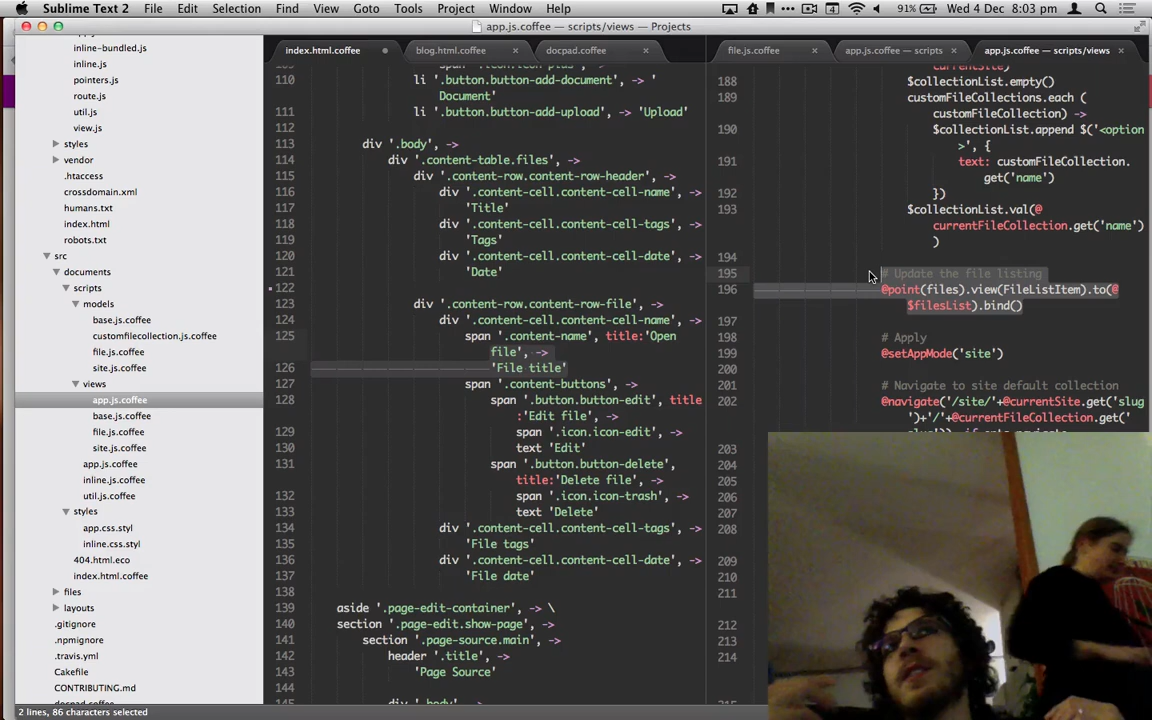 Sublime Text 2 File Edit Selection Find View Goto Tools Project Window Help 4 91% Wed 4 Dec 8:03 pm
app.js.coffee — scripts/views — Projects
inline-bundled.js
inline.js
pointers.js
route.js
util.js
view.js
styles
vendor
.htaccess
crossdomain.xml
humans.txt
index.html
robots.txt
src
documents
scripts
models
base.js.coffee
customfilecollection.js.coffee
file.js.coffee
site.js.coffee
views
app.js.coffee
base.js.coffee
file.js.coffee
site.js.coffee
app.js.coffee
inline.js.coffee
util.js.coffee
styles
app.css.styl
inline.css.styl
404.html.eco
index.html.coffee
files
layouts
.gitignore
.npmignore
.travis.yml
Cakefile
CONTRIBUTING.md
docpad.coffee
index.html.coffee blog.html.coffee docpad.coffee
109 span '.icon.icon-plus'
110 li '.button.button-add-document', -> '
Document'
111 li '.button.button-add-upload', -> 'Upload'
112
113 div '.body', ->
114 div '.content-table.files', ->
115 div '.content-row.content-row-header', ->
116 div '.content-cell.content-cell-name', ->
117 'Title'
118 div '.content-cell.content-cell-tags', ->
119 'Tags'
120 div '.content-cell.content-cell-date', ->
121 'Date'
122
123 div '.content-row.content-row-file', ->
124 div '.content-cell.content-cell-name', ->
125 span '.content-name', title:'Open
file', ->
126 'File title'
127 span '.content-buttons', ->
128 span '.button.button-edit', title
:'Edit file', ->
129 span '.icon.icon-edit', ->
130 text 'Edit'
131 span '.button.button-delete',
title:'Delete file', ->
132 span '.icon.icon-trash', ->
133 text 'Delete'
134 div '.content-cell.content-cell-tags', ->
135 'File tags'
136 div '.content-cell.content-cell-date', ->
137 'File date'
138
139 aside '.page-edit-container', -> \
140 section '.page-edit.show-page', ->
141 section '.page-source.main', ->
142 header '.title', ->
143 'Page Source'
144
145 div '.body', ->
file.js.coffee app.js.coffee — scripts app.js.coffee — scripts/views
currentSite)
188 $collectionList.empty()
189 customFileCollections.each (
customFileCollection) ->
190 $collectionList.append $('<option
>', {
191 text: customFileCollection.
get('name')
192 })
193 $collectionList.val(@
currentFileCollection.get('name')
)
194
195 # Update the file listing
196 @point(files).view(FileListItem).to(@
$filesList).bind()
197
198 # Apply
199 @setAppMode('site')
200
201 # Navigate to site default collection
202 @navigate('/site/'+@currentSite.get('slug
')+'/'+@currentFileCollection.get('
203
204
205
206
207
208
209
210
211
212
213
214
215
2 lines, 86 characters selected